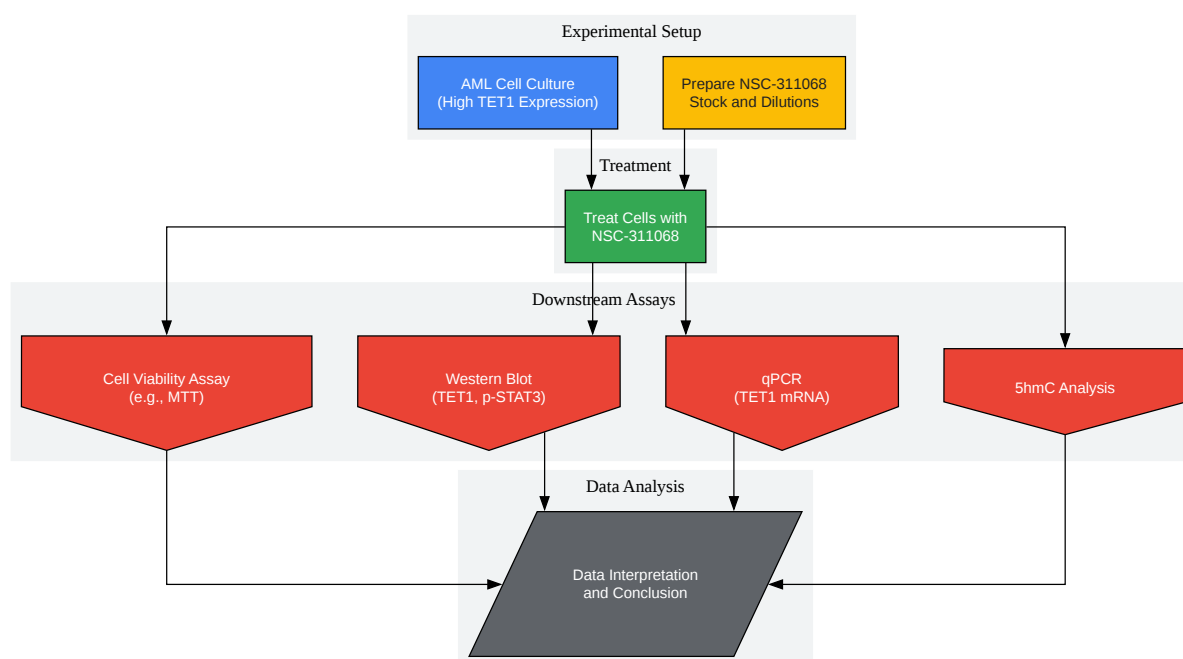 Experimental Setup
AML Cell Culture
(High TET1 Expression)
Prepare NSC-311068
Stock and Dilutions
Treatment
Treat Cells with
NSC-311068
Downstream Assays
Cell Viability Assay
(e.g., MTT)
Western Blot
(TET1, p-STAT3)
qPCR
(TET1 mRNA)
5hmC Analysis
Data Analysis
Data Interpretation
and Conclusion